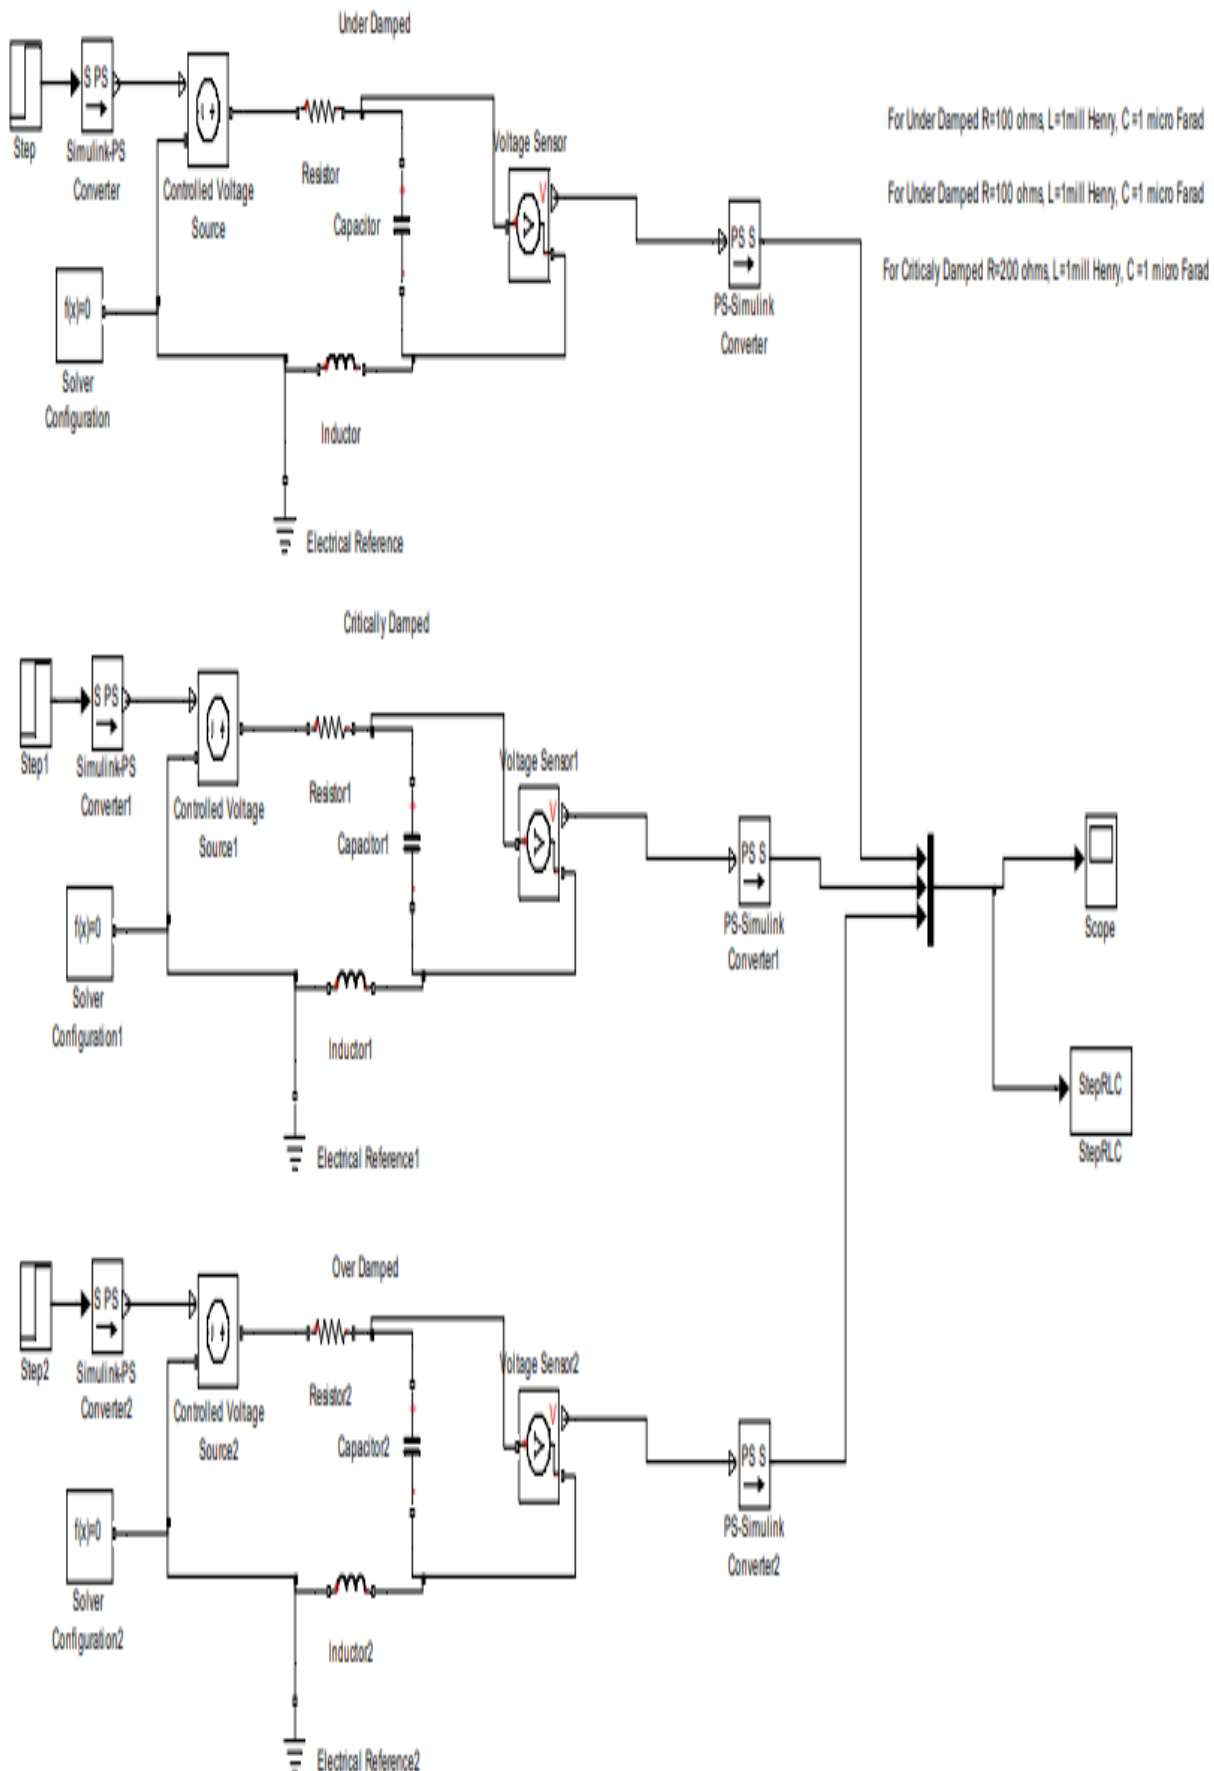 Under Damped
S PS
Step
Simulink-PS
Converter
Controlled Voltage
Source
Resistor
Capacitor
Voltage Sensor
V
V
PS S
PS-Simulink
Converter
For Under Damped R=100 ohms, L=1mill Henry, C =1 micro Farad
For Under Damped R=100 ohms, L=1mill Henry, C =1 micro Farad
For Criticaly Damped R=200 ohms, L=1mill Henry, C =1 micro Farad
f(x)=0
Solver
Configuration
Inductor
Electrical Reference
Critically Damped
S PS
Step1
Simulink-PS
Converter1
Controlled Voltage
Source1
Resistor1
Capacitor1
Voltage Sensor1
V
V
PS S
PS-Simulink
Converter1
Scope
f(x)=0
Solver
Configuration1
Inductor1
Electrical Reference1
StepRLC
StepRLC
Over Damped
S PS
Step2
Simulink-PS
Converter2
Controlled Voltage
Source2
Resistor2
Capacitor2
Voltage Sensor2
V
V
PS S
PS-Simulink
Converter2
f(x)=0
Solver
Configuration2
Inductor2
Electrical Reference2